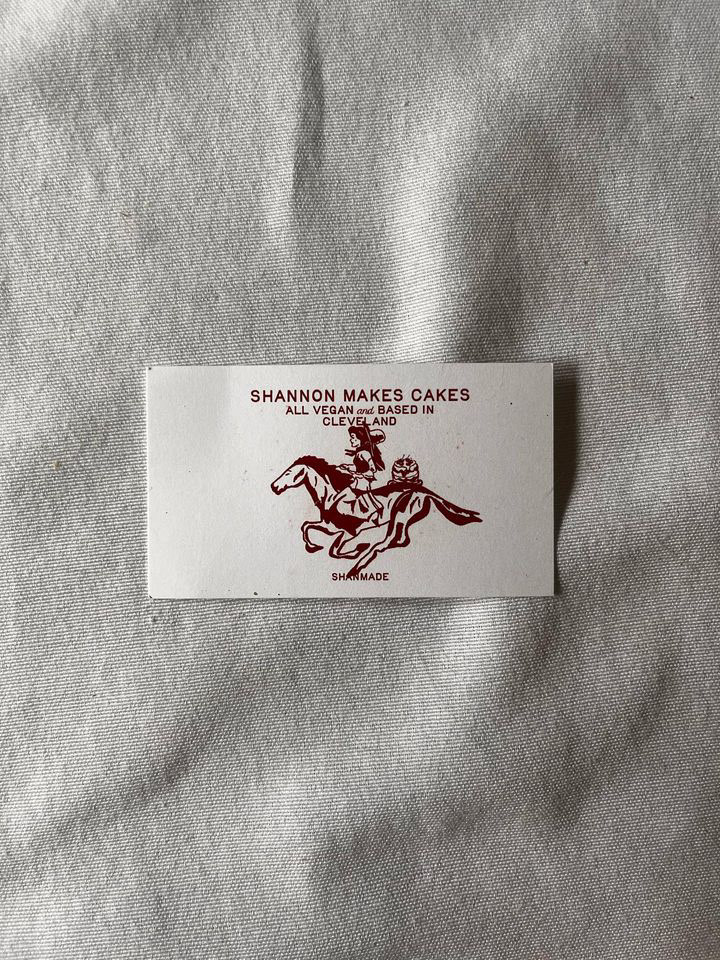 SHANNON MAKES CAKES
ALL VEGAN and BASED IN
CLEVELAND
SHANMADE